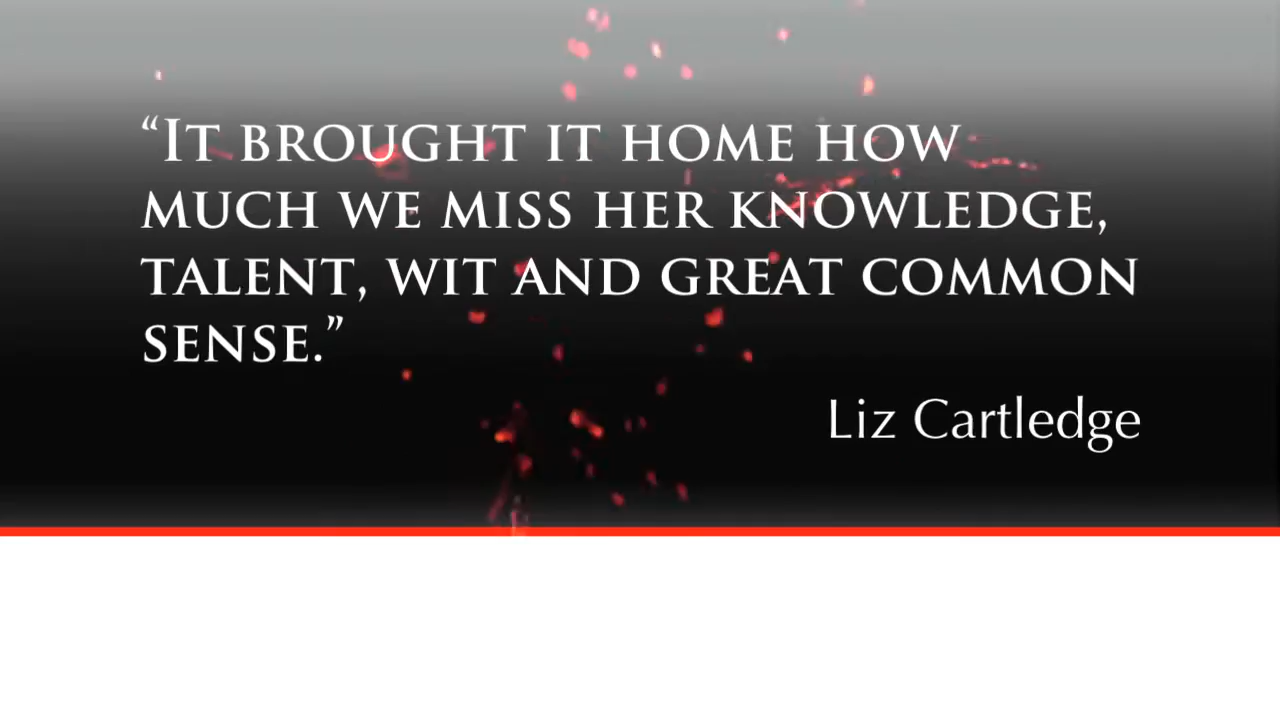 “It brought it home how
much we miss her knowledge,
talent, wit and great common
sense.”
Liz Cartledge